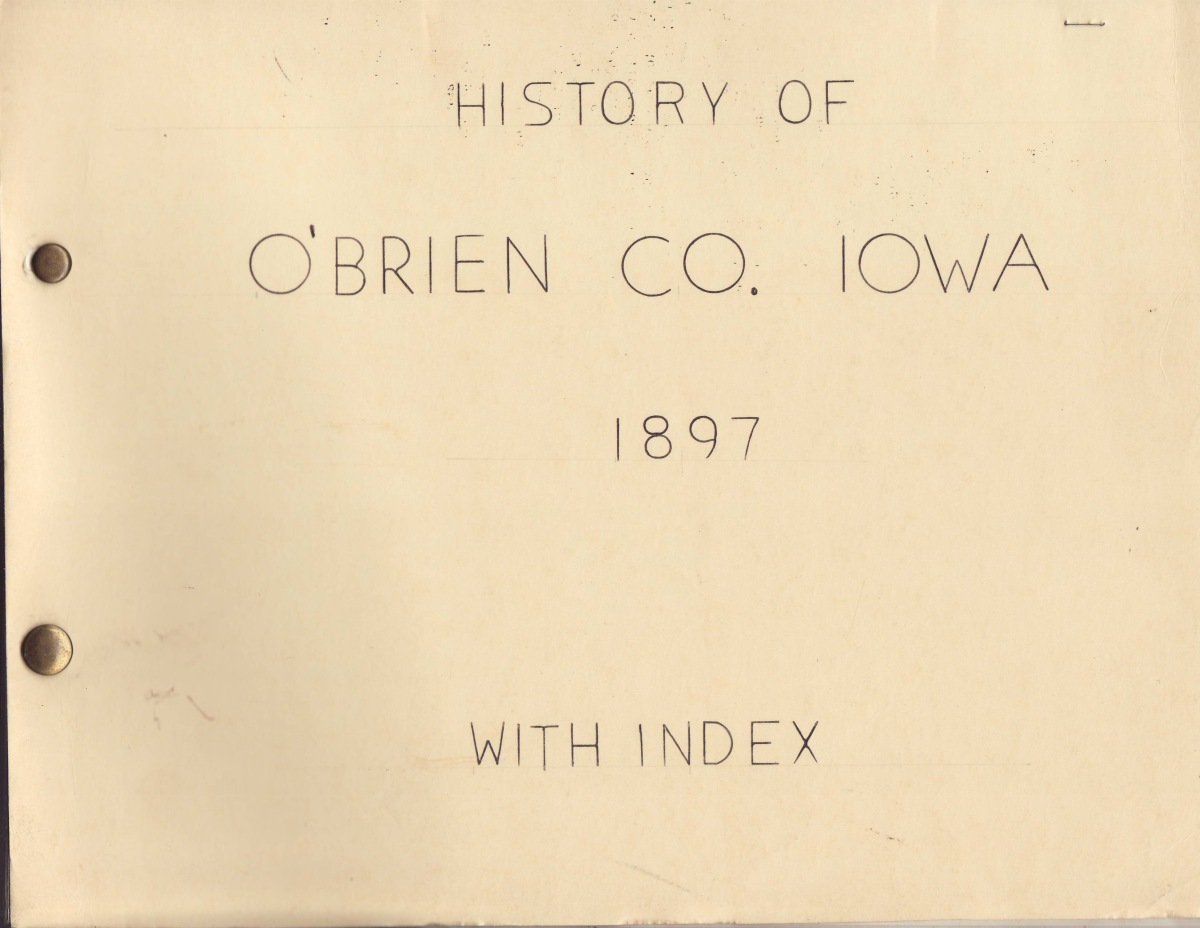 HISTORY OF
O'BRIEN CO. IOWA
1897
WITH INDEX